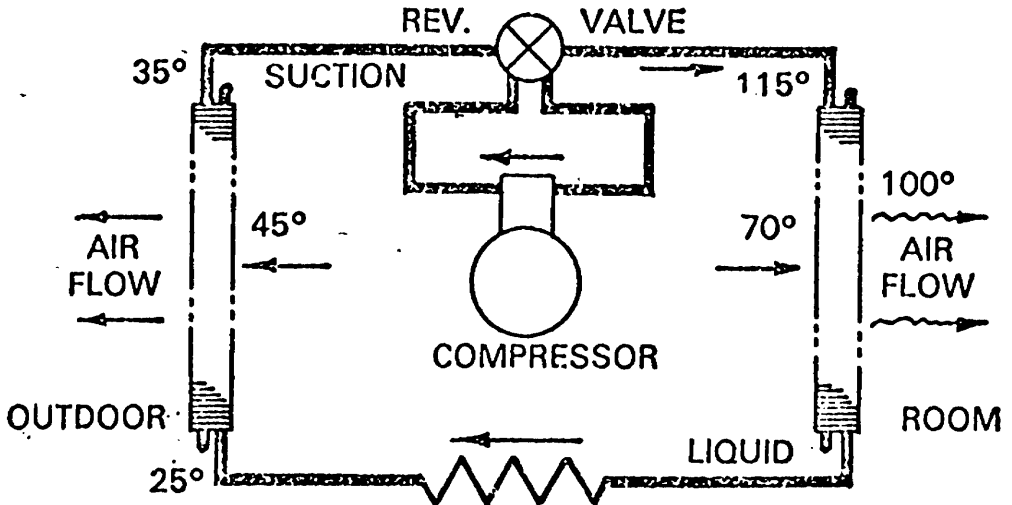 REV. VALVE
35°
SUCTION
115°
100°
45°
70°
AIR
FLOW
AIR
FLOW
COMPRESSOR
OUTDOOR
ROOM
LIQUID
25°